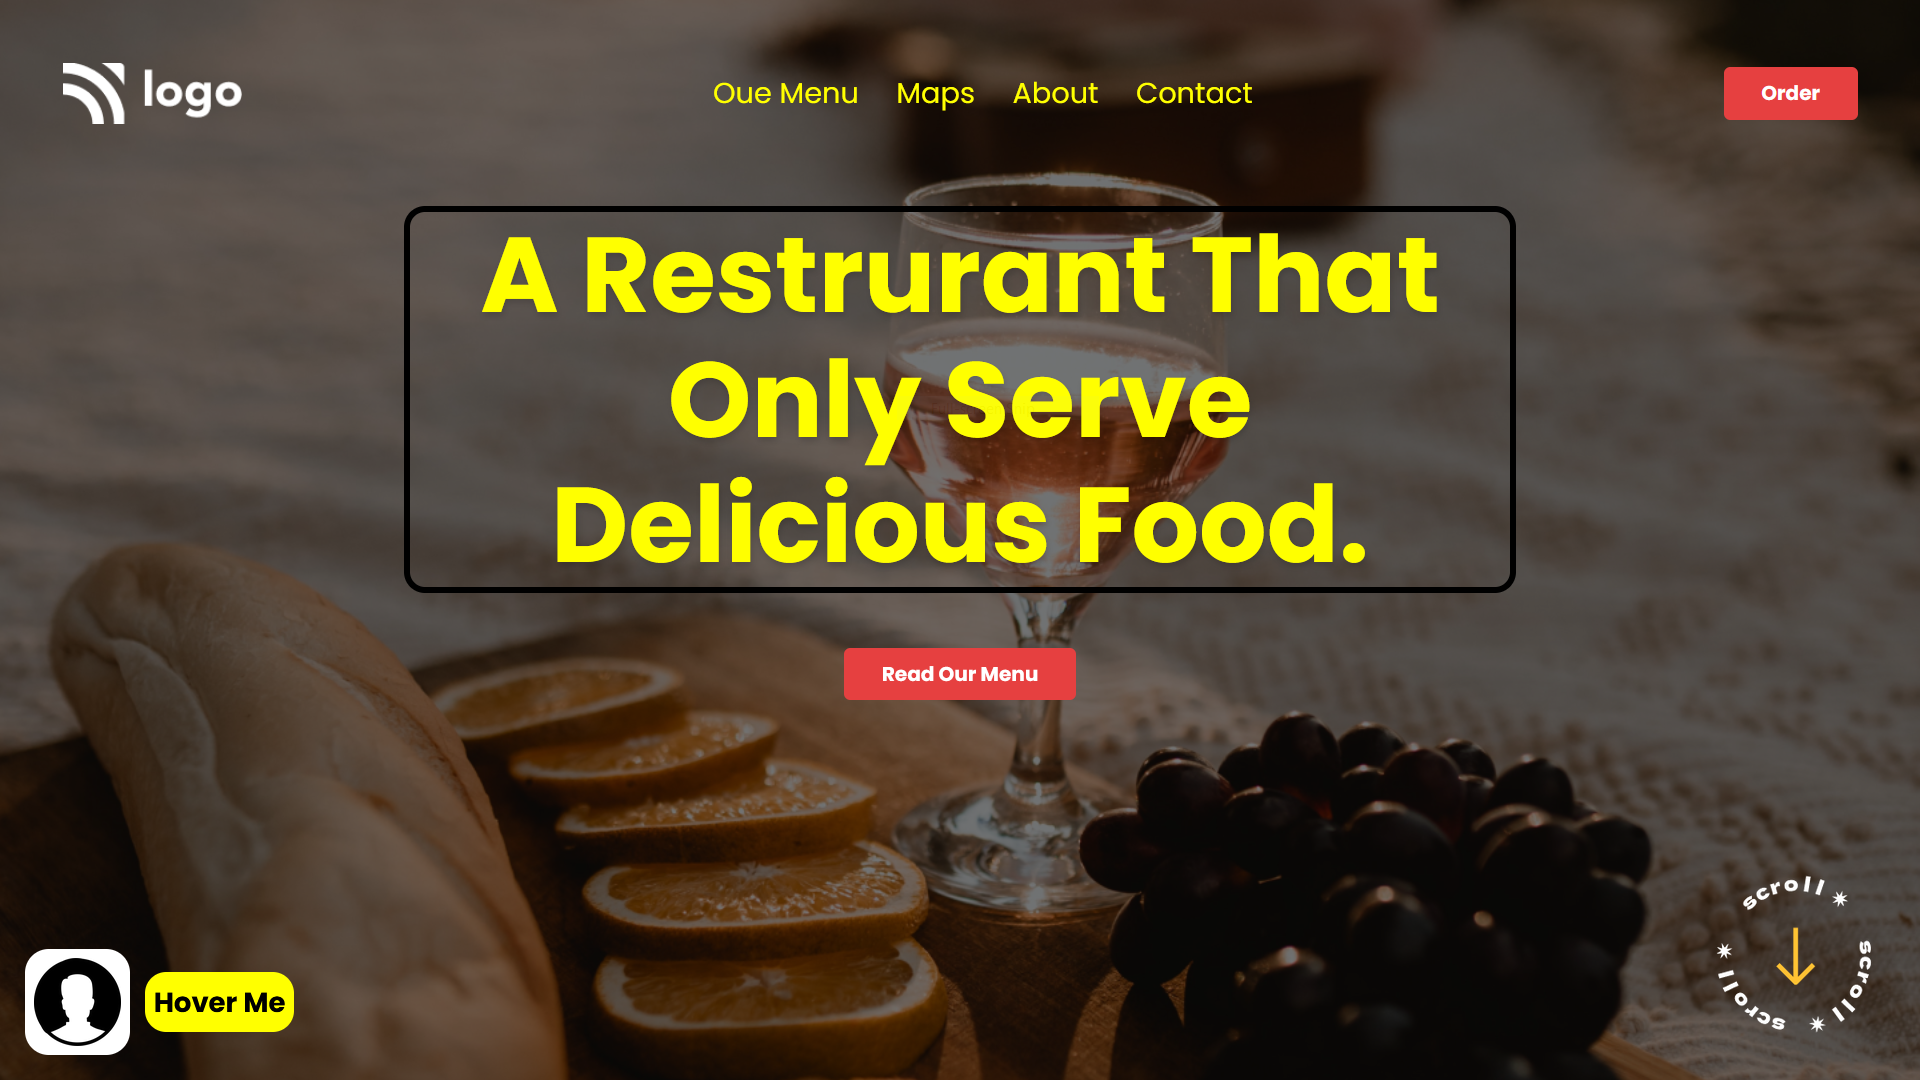 logo
Oue Menu Maps About Contact
Order
A Restrurant That
Only Serve
Delicious Food.
Read Our Menu
Hover Me
scroll ✷ scroll ✷ scroll ✷